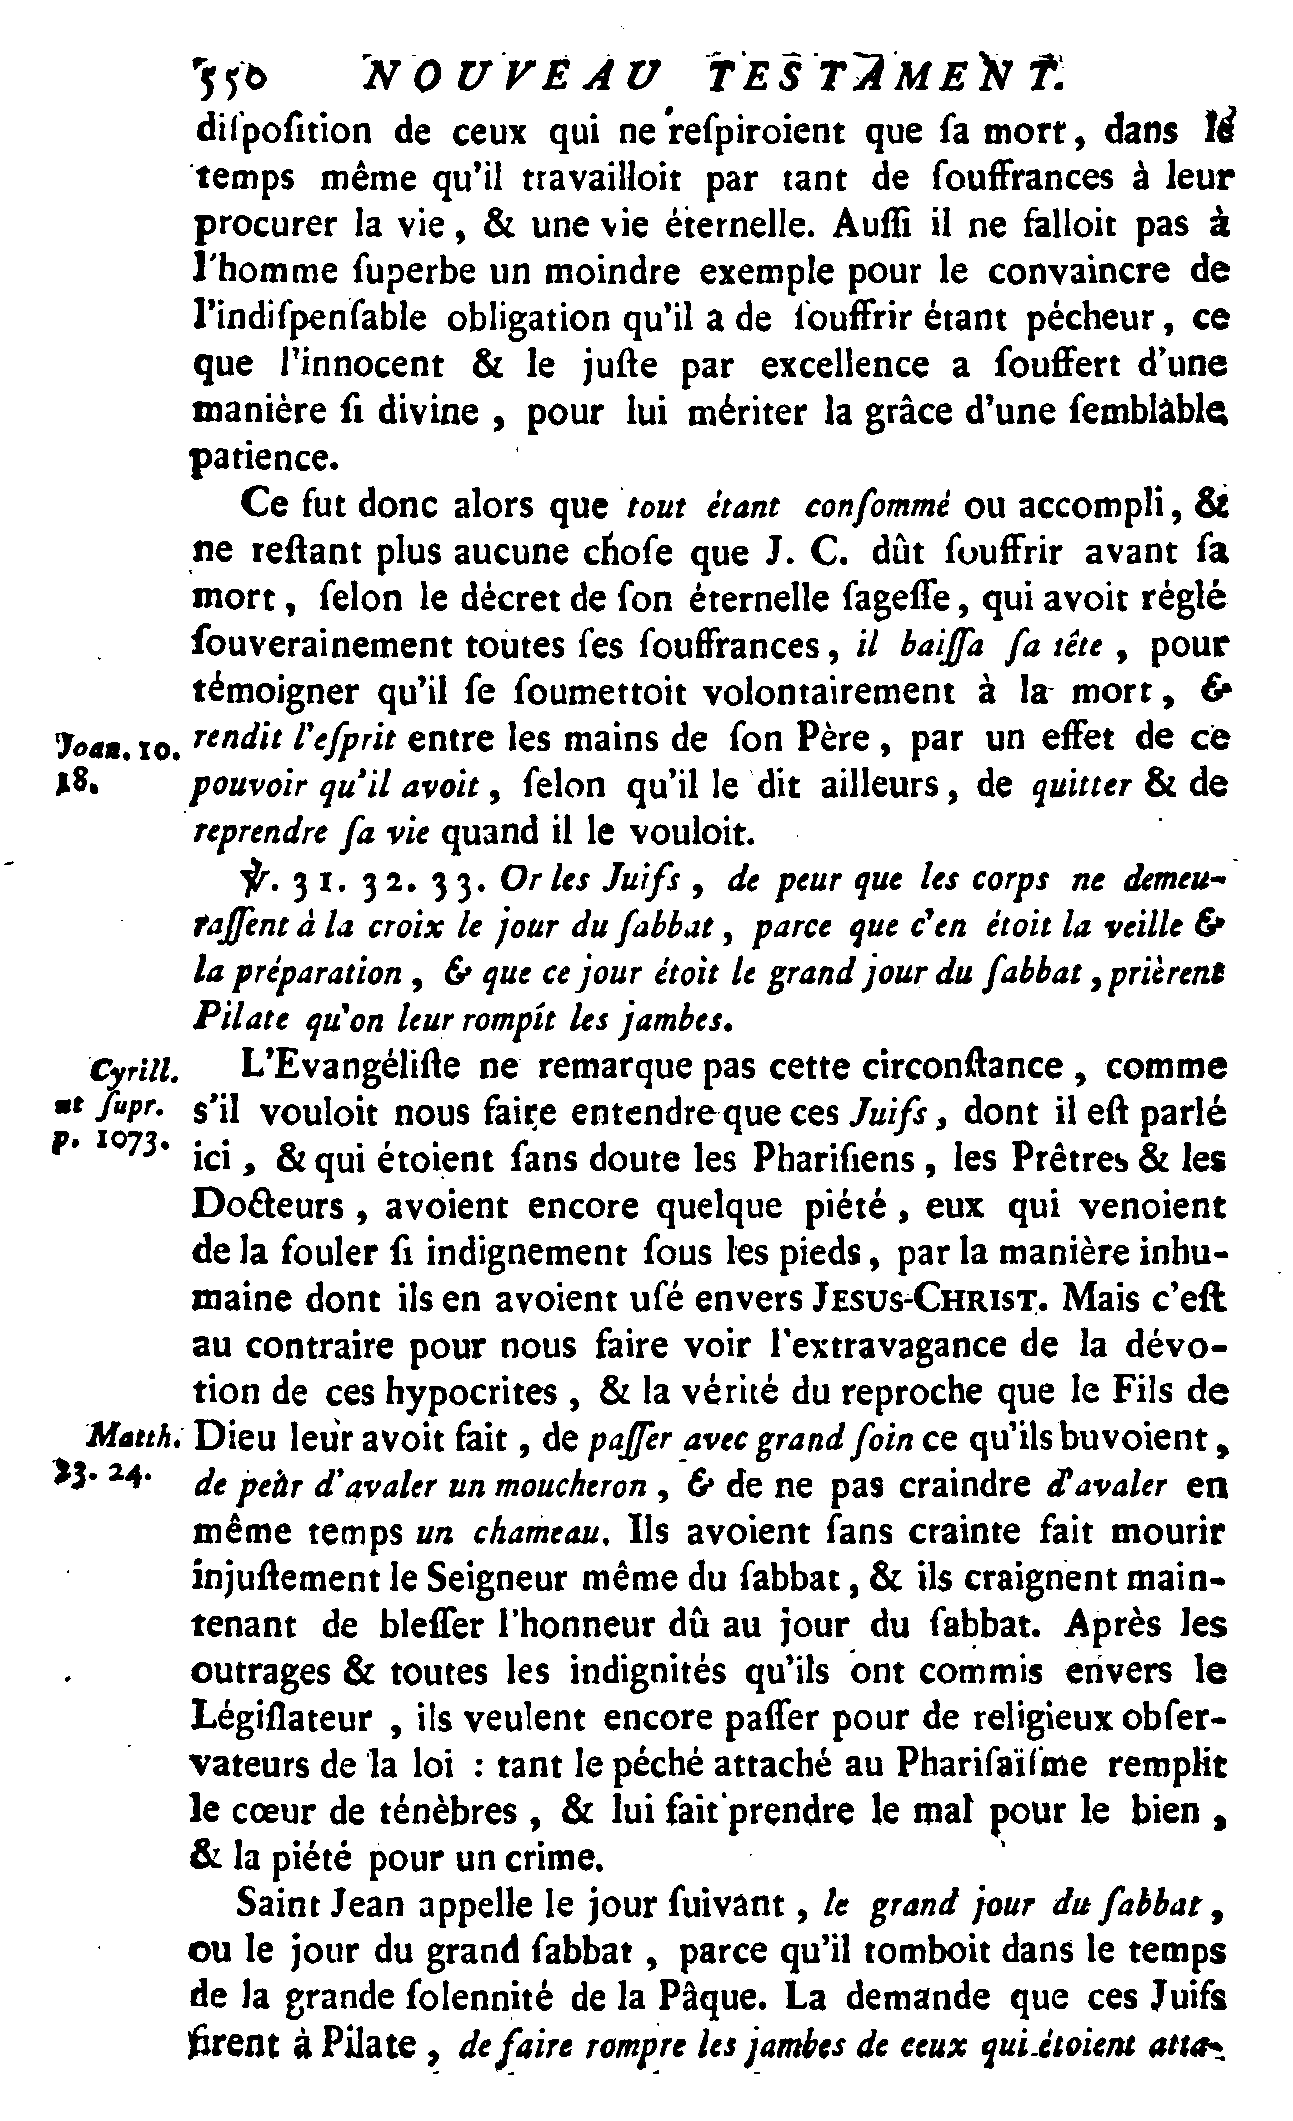 550 NOUVEAU TESTAMENT.
diſpoſition de ceux qui ne reſpiroient que ſa mort, dans le
temps même qu'il travailloit par tant de ſouffrances à leur
procurer la vie, & une vie éternelle. Auſſi il ne falloit pas à
l'homme ſuperbe un moindre exemple pour le convaincre de
l'indiſpenſable obligation qu'il a de ſouffrir étant pécheur, ce
que l'innocent & le juſte par excellence a ſouffert d'une
manière ſi divine, pour lui mériter la grâce d'une ſemblable
patience.
Ce fut donc alors que tout étant conſommé ou accompli, &
ne reſtant plus aucune choſe que J. C. dût ſouffrir avant ſa
mort, ſelon le décret de ſon éternelle ſageſſe, qui avoit réglé
ſouverainement toutes ſes ſouffrances, il baiſſa ſa tête, pour
témoigner qu'il ſe ſoumettoit volontairement à la mort, &
Joan. 10. rendit l'eſprit entre les mains de ſon Père, par un effet de ce
18. pouvoir qu'il avoit, ſelon qu'il le dit ailleurs, de quitter & de
reprendre ſa vie quand il le vouloit.
℣. 31. 32. 33. Or les Juifs, de peur que les corps ne demeu-
raſſent à la croix le jour du ſabbat, parce que c'en étoit la veille &
la préparation, & que ce jour étoit le grand jour du ſabbat, prièrent
Pilate qu'on leur rompît les jambes.
Cyrill. L'Evangéliſte ne remarque pas cette circonſtance, comme
ut ſupr. s'il vouloit nous faire entendre que ces Juifs, dont il eſt parlé
p. 1073. ici, & qui étoient ſans doute les Phariſiens, les Prêtres & les
Docteurs, avoient encore quelque piété, eux qui venoient
de la fouler ſi indignement ſous les pieds, par la manière inhu-
maine dont ils en avoient uſé envers JESUS-CHRIST. Mais c'eſt
au contraire pour nous faire voir l'extravagance de la dévo-
tion de ces hypocrites, & la vérité du reproche que le Fils de
Matth. Dieu leur avoit fait, de paſſer avec grand ſoin ce qu'ils buvoient,
23. 24. de peur d'avaler un moucheron, & de ne pas craindre d'avaler en
même temps un chameau. Ils avoient ſans crainte fait mourir
injuſtement le Seigneur même du ſabbat, & ils craignent main-
tenant de bleſſer l'honneur dû au jour du ſabbat. Après les
outrages & toutes les indignités qu'ils ont commis envers le
Légiſlateur, ils veulent encore paſſer pour de religieux obſer-
vateurs de la loi : tant le péché attaché au Phariſaïſme remplit
le cœur de ténèbres, & lui fait prendre le mal pour le bien,
& la piété pour un crime.
Saint Jean appelle le jour ſuivant, le grand jour du ſabbat,
ou le jour du grand ſabbat, parce qu'il tomboit dans le temps
de la grande ſolennité de la Pâque. La demande que ces Juifs
firent à Pilate, de faire rompre les jambes de ceux qui étoient atta-